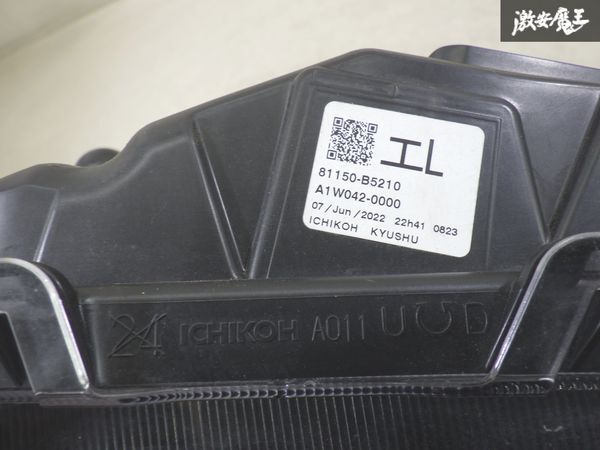 激安魔王
エL
81150-B5210
A1W042-0000
07/Jun/2022 22h41 0823
ICHIKOH KYUSHU
24 ICHIKOH A011 U D